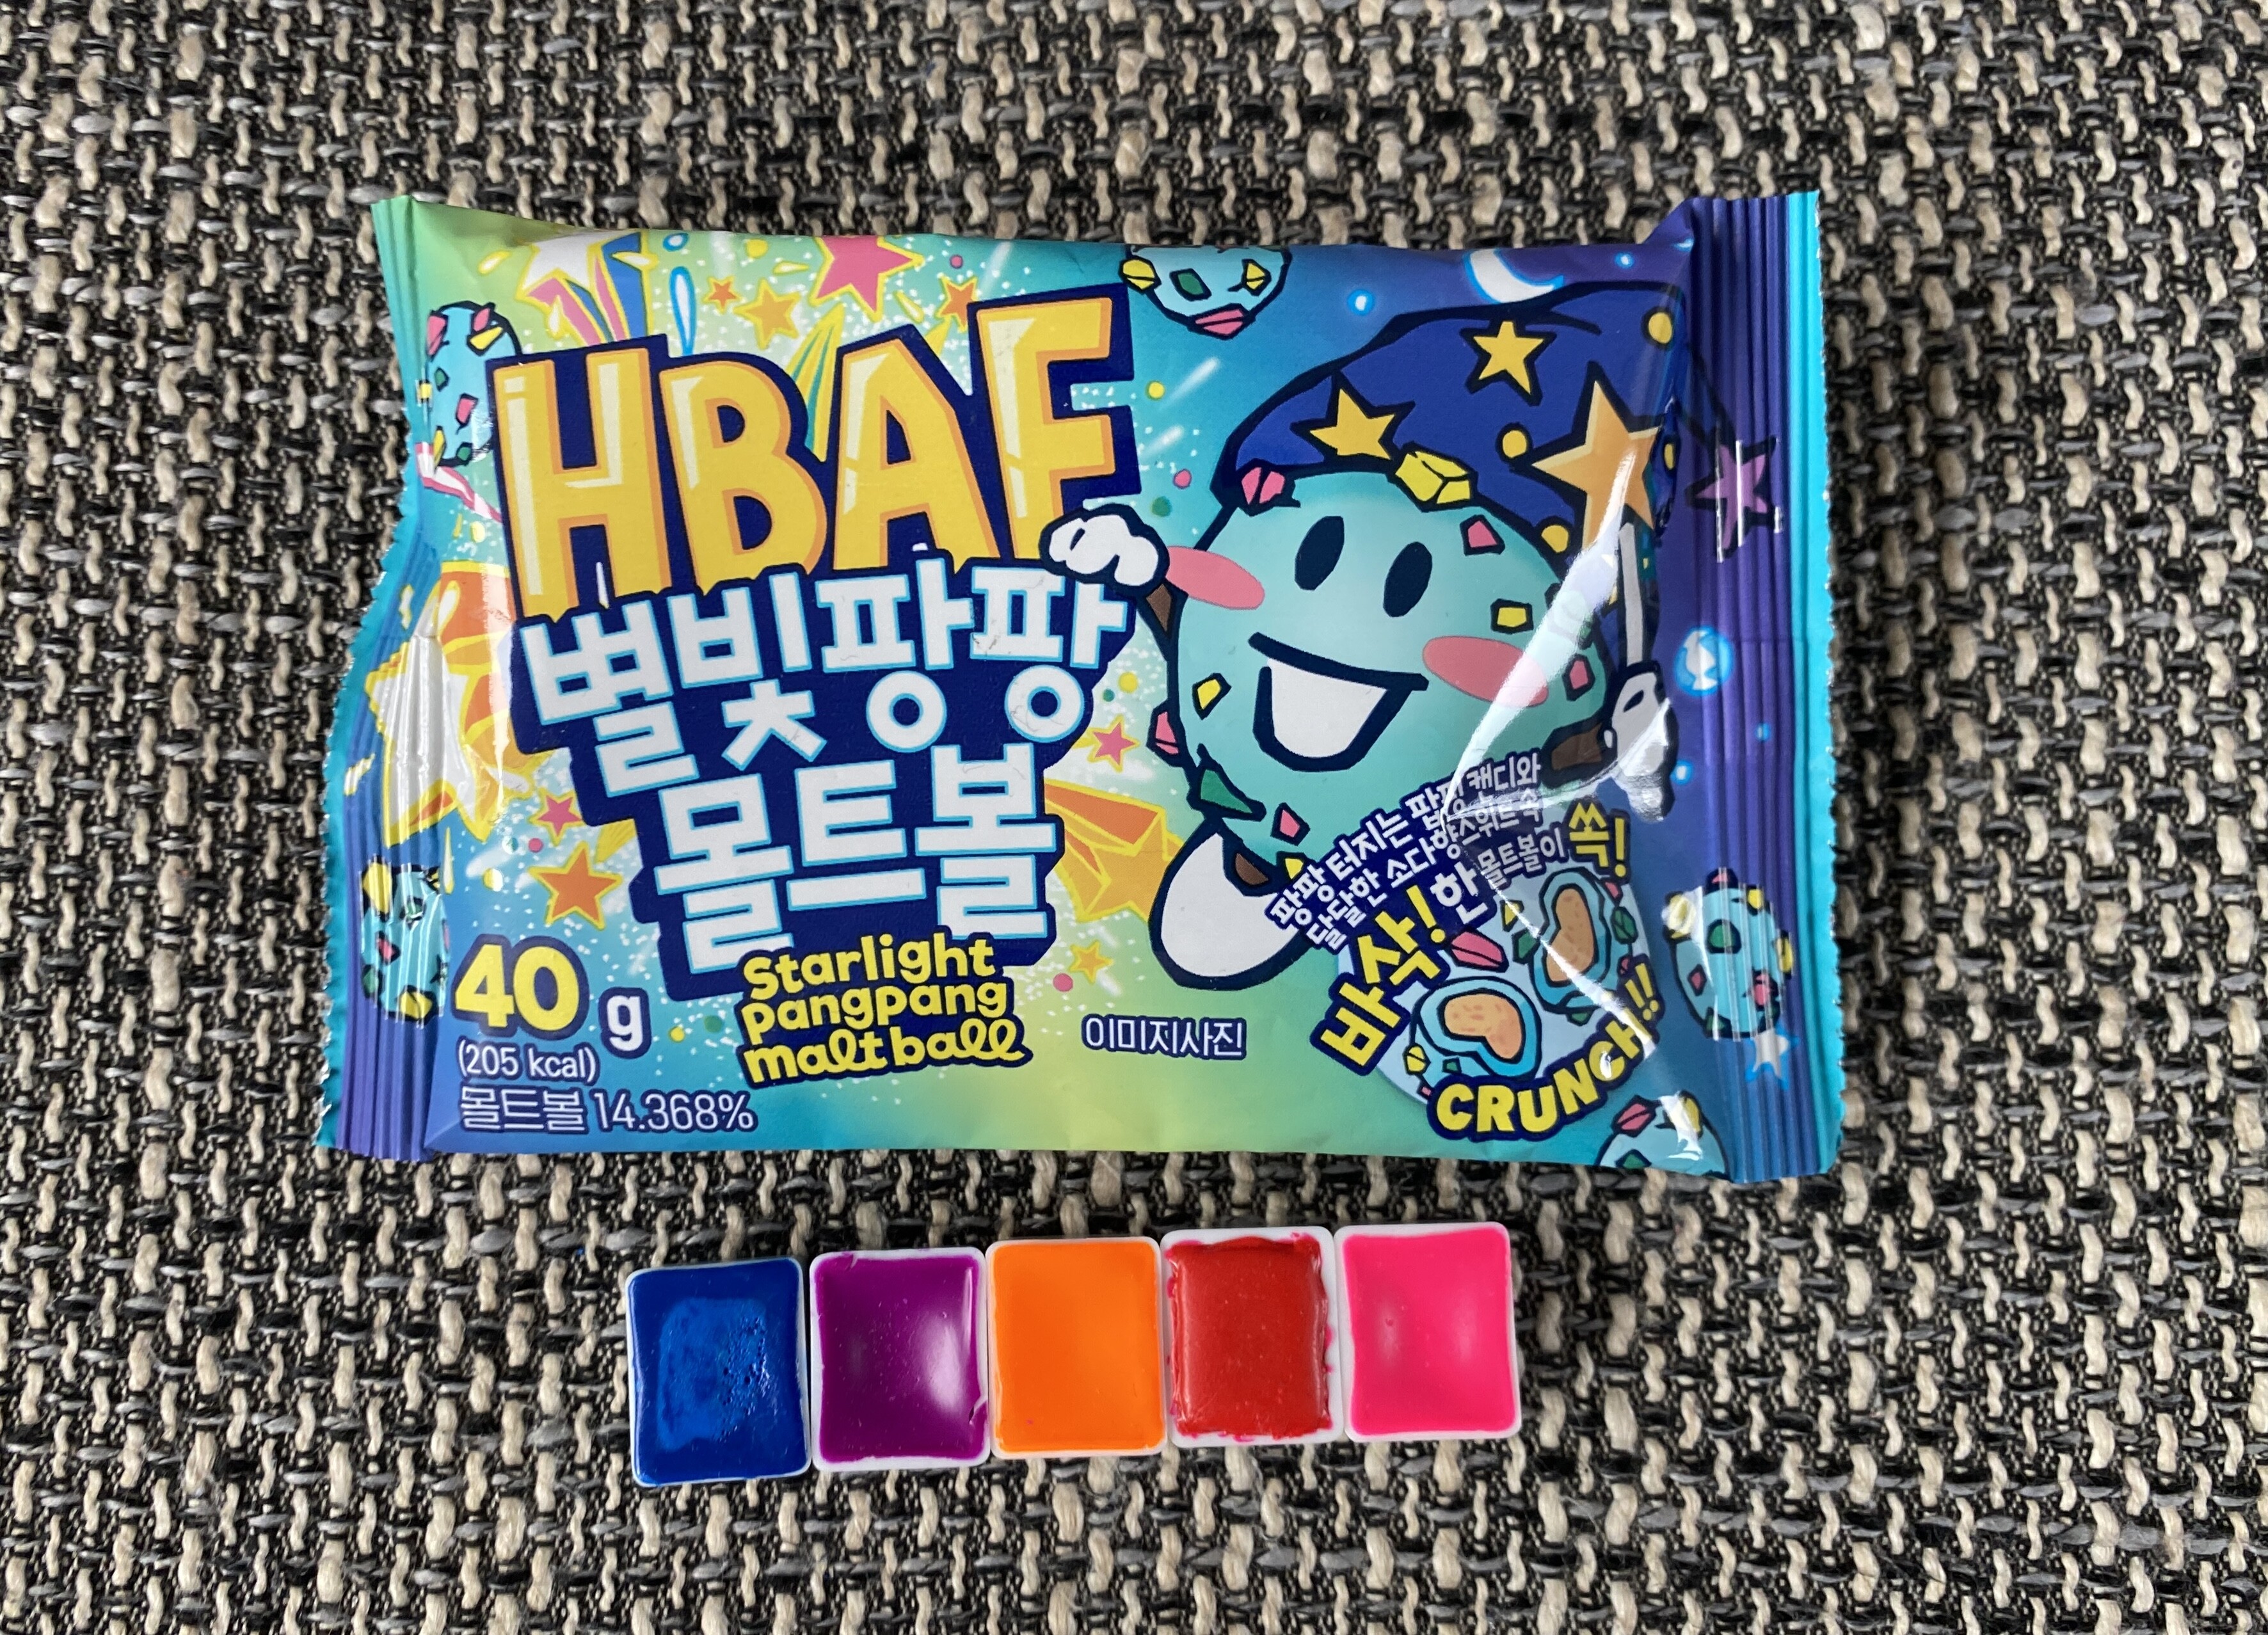 HBAF
별빛팡팡
몰트볼
Starlight
pangpang
malt ball
40 g
(205 kcal)
몰트볼 14.368%
이미지사진
팡팡 터지는 팝핑 캔디와
달달한 소다향 스위트 속
바삭!한 몰트볼이 쏙!
CRUNCH!!